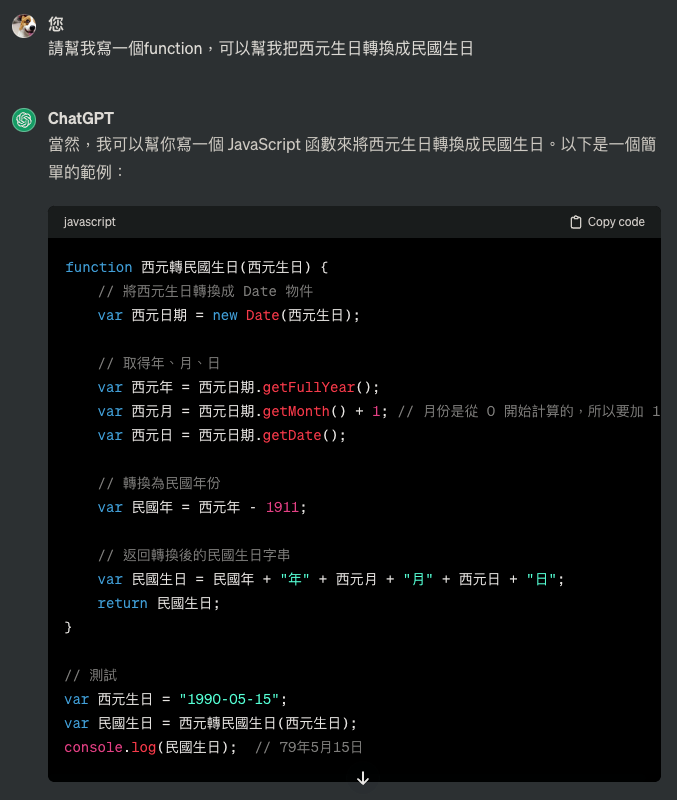 您
請幫我寫一個function，可以幫我把西元生日轉換成民國生日
ChatGPT
當然，我可以幫你寫一個 JavaScript 函數來將西元生日轉換成民國生日。以下是一個簡
單的範例：
javascript
Copy code
function 西元轉民國生日(西元生日) {
    // 將西元生日轉換成 Date 物件
    var 西元日期 = new Date(西元生日);
    // 取得年、月、日
    var 西元年 = 西元日期.getFullYear();
    var 西元月 = 西元日期.getMonth() + 1; // 月份是從 0 開始計算的，所以要加 1
    var 西元日 = 西元日期.getDate();
    // 轉換為民國年份
    var 民國年 = 西元年 - 1911;
    // 返回轉換後的民國生日字串
    var 民國生日 = 民國年 + "年" + 西元月 + "月" + 西元日 + "日";
    return 民國生日;
}
// 測試
var 西元生日 = "1990-05-15";
var 民國生日 = 西元轉民國生日(西元生日);
console.log(民國生日);  // 79年5月15日